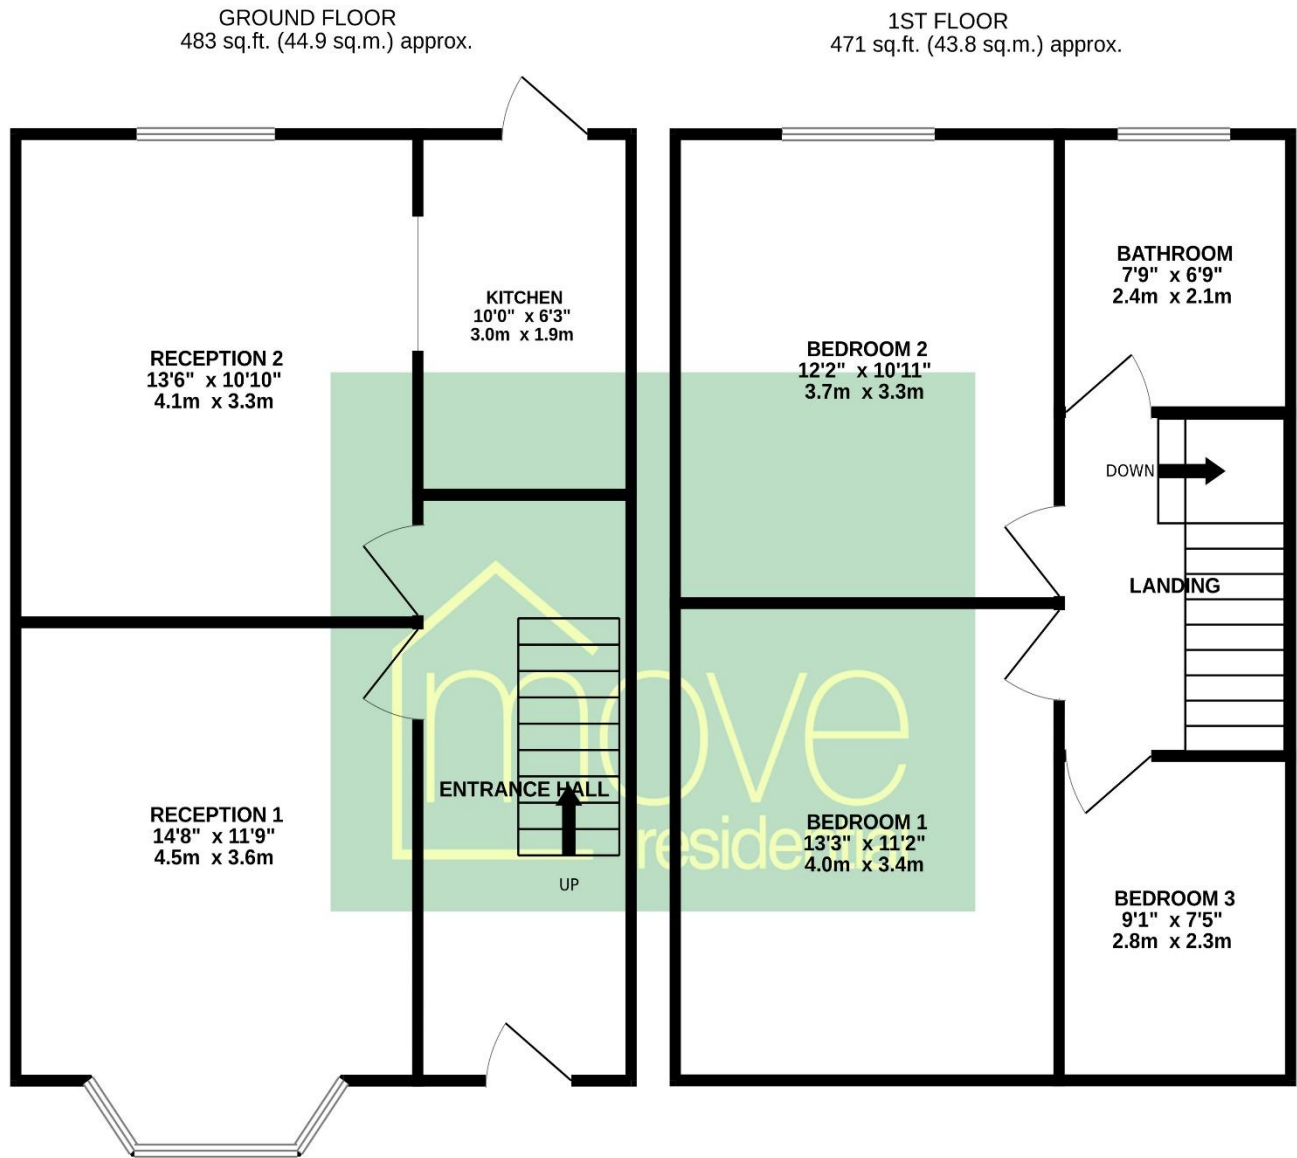 GROUND FLOOR
483 sq.ft. (44.9 sq.m.) approx.
RECEPTION 2
13'6" x 10'10"
4.1m x 3.3m
KITCHEN
10'0" x 6'3"
3.0m x 1.9m
RECEPTION 1
14'8" x 11'9"
4.5m x 3.6m
ENTRANCE HALL
UP
1ST FLOOR
471 sq.ft. (43.8 sq.m.) approx.
BEDROOM 2
12'2" x 10'11"
3.7m x 3.3m
BATHROOM
7'9" x 6'9"
2.4m x 2.1m
DOWN
LANDING
BEDROOM 1
13'3" x 11'2"
4.0m x 3.4m
BEDROOM 3
9'1" x 7'5"
2.8m x 2.3m
move
residential